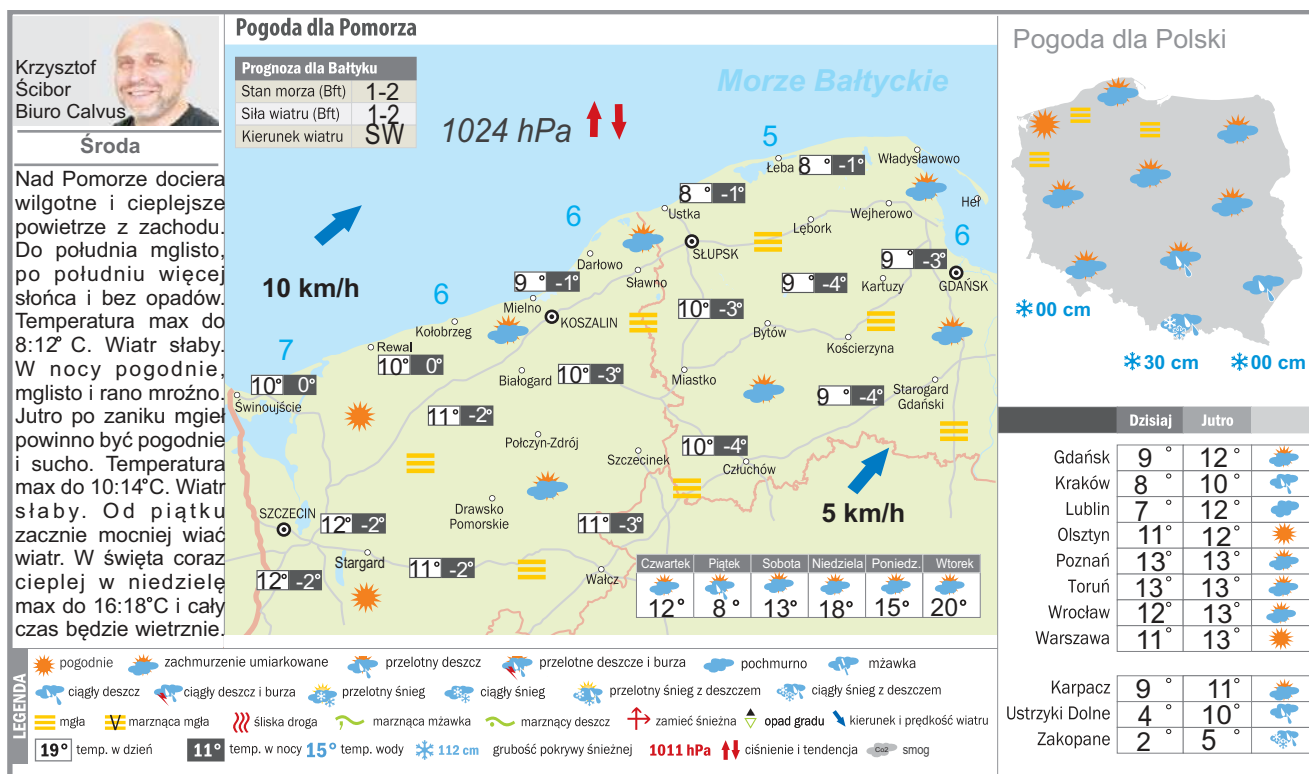 Krzysztof
Ścibor
Biuro Calvus
Środa
Nad Pomorze dociera
wilgotne i cieplejsze
powietrze z zachodu.
Do południa mglisto,
po południu więcej
słońca i bez opadów.
Temperatura max do
8:12° C. Wiatr słaby.
W nocy pogodnie,
mglisto i rano mroźno.
Jutro po zaniku mgieł
powinno być pogodnie
i sucho. Temperatura
max do 10:14°C. Wiatr
słaby. Od piątku
zacznie mocniej wiać
wiatr. W święta coraz
cieplej w niedzielę
max do 16:18°C i cały
czas będzie wietrznie.
Pogoda dla Pomorza
Prognoza dla Bałtyku
Stan morza (Bft) 1-2
Siła wiatru (Bft) 1-2
Kierunek wiatru SW
1024 hPa
Morze Bałtyckie
5
Łeba 8 ° -1°
Władysławowo
Hel
8 ° -1°
Ustka
Wejherowo
Lębork
6
6
SŁUPSK
9 ° -3°
GDAŃSK
Darłowo
9 ° -1°
Sławno
9 ° -4°
Kartuzy
10 km/h
6
Mielno
KOSZALIN
10° -3°
Kołobrzeg
Bytów
Kościerzyna
7
Rewal
10° 0°
10° 0°
Świnoujście
Białogard 10° -3°
Miastko
9 ° -4°
Starogard
Gdański
11° -2°
Połczyn-Zdrój
10° -4°
Szczecinek
Człuchów
Drawsko
Pomorskie
5 km/h
SZCZECIN
12° -2°
11° -3°
Stargard
11° -2°
12° -2°
Wałcz
Czwartek Piątek Sobota Niedziela Poniedz. Wtorek
12° 8 ° 13° 18° 15° 20°
Pogoda dla Polski
00 cm
30 cm
00 cm
Dzisiaj Jutro
Gdańsk 9 ° 12 °
Kraków 8 ° 10 °
Lublin 7 ° 12 °
Olsztyn 11 ° 12 °
Poznań 13 ° 13 °
Toruń 13 ° 13 °
Wrocław 12 ° 13 °
Warszawa 11 ° 13 °
Karpacz 9 ° 11 °
Ustrzyki Dolne 4 ° 10 °
Zakopane 2 ° 5 °
LEGENDA
pogodnie zachmurzenie umiarkowane przelotny deszcz przelotne deszcze i burza pochmurno mżawka
ciągły deszcz ciągły deszcz i burza przelotny śnieg ciągły śnieg przelotny śnieg z deszczem ciągły śnieg z deszczem
mgła marznąca mgła śliska droga marznąca mżawka marznący deszcz zamieć śnieżna opad gradu kierunek i prędkość wiatru
19° temp. w dzień 11° temp. w nocy 15° temp. wody 112 cm grubość pokrywy śnieżnej 1011 hPa ciśnienie i tendencja Co2 smog